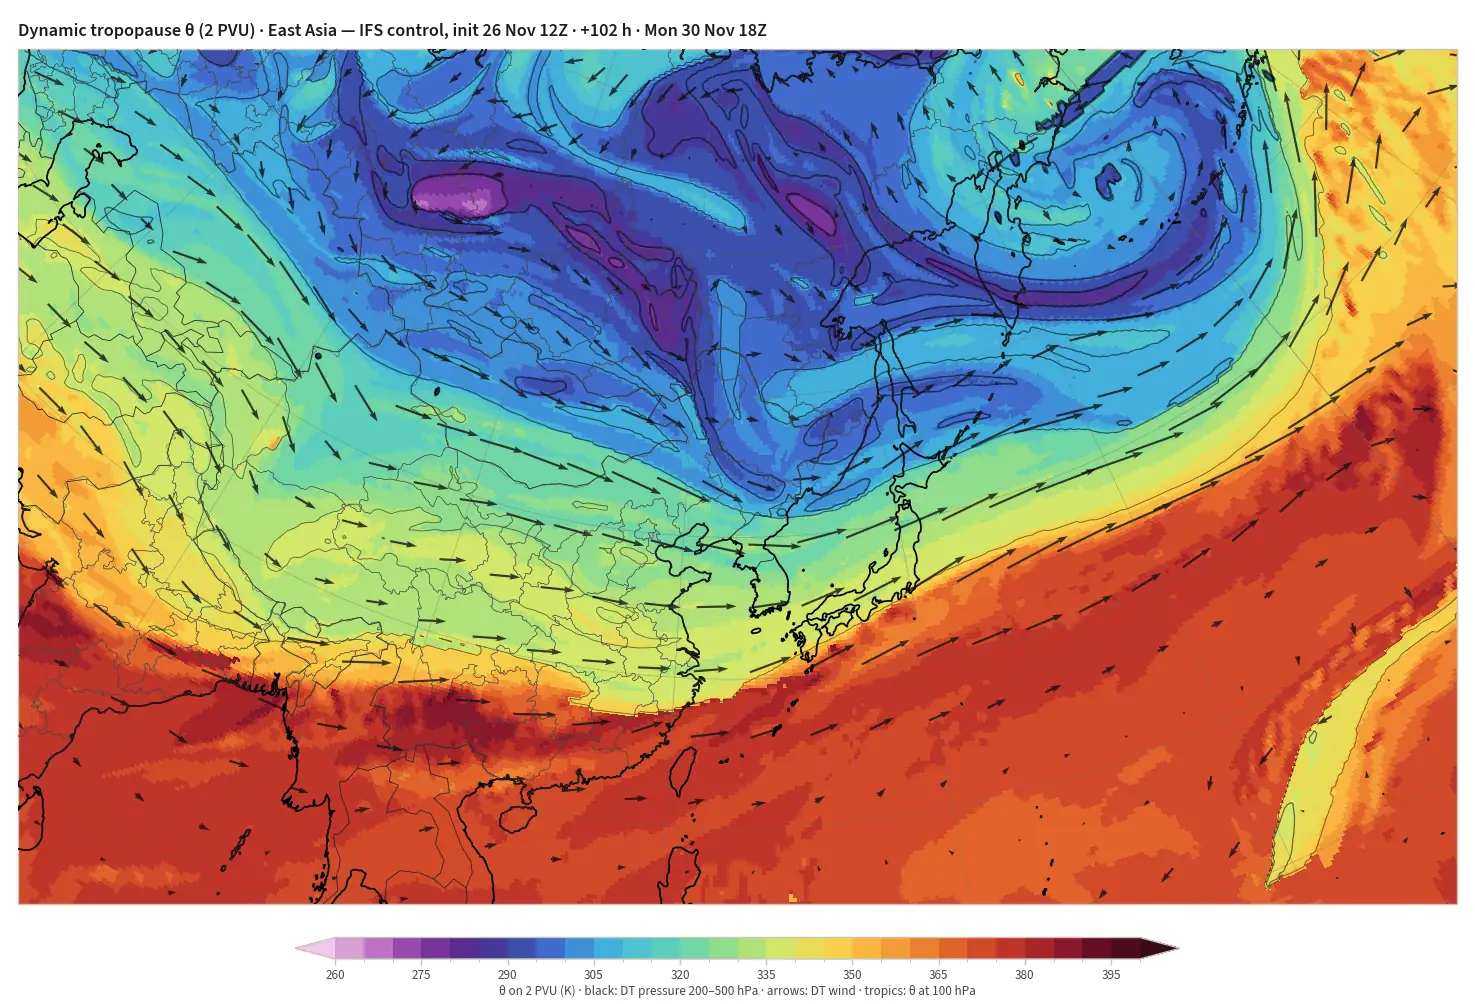 Dynamic tropopause θ (2 PVU) · East Asia — IFS control, init 26 Nov 12Z · +102 h · Mon 30 Nov 18Z
260 275 290 305 320 335 350 365 380 395
θ on 2 PVU (K) · black: DT pressure 200–500 hPa · arrows: DT wind · tropics: θ at 100 hPa